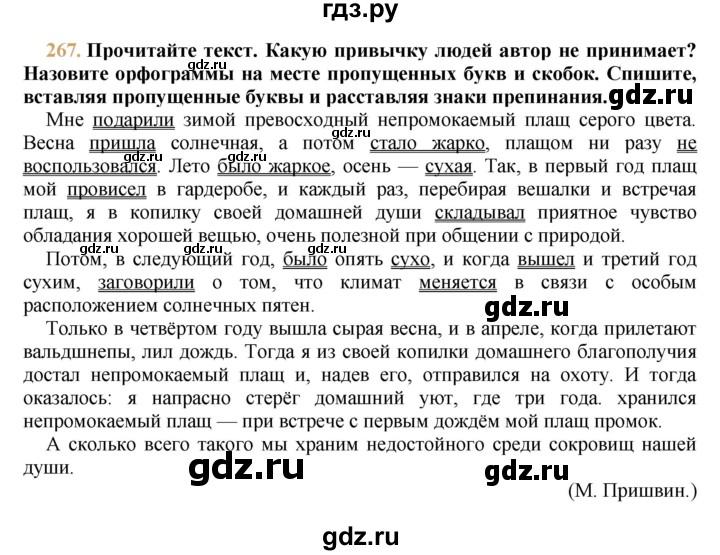 гдз.ру
267. Прочитайте текст. Какую привычку людей автор не принимает?
Назовите орфограммы на месте пропущенных букв и скобок. Спишите,
вставляя пропущенные буквы и расставляя знаки препинания.
gdz.ru
gdz.ru
gdz.ru
Мне подарили зимой превосходный непромокаемый плащ серого цвета.
gdz.ru
Весна пришла солнечная, а потом стало жарко, плащом ни разу не
gdz.ru
gdz.ru
воспользовался. Лето было жаркое, осень — сухая. Так, в первый год плащ
мой провисел в гардеробе, и каждый раз, перебирая вешалки и встречая
плащ, я в копилку своей домашней души складывал приятное чувство
обладания хорошей вещью, очень полезной при общении с природой.
gdz.ru
gdz.ru
Потом, в следующий год, было опять сухо, и когда вышел и третий год
сухим, заговорили о том, что климат меняется в связи с особым
расположением солнечных пятен.
gdz.ru
Только в четвёртом году вышла сырая весна, и в апреле, когда прилетают
вальдшнепы, лил дождь. Тогда я из своей копилки домашнего благополучия
достал непромокаемый плащ и, надев его, отправился на охоту. И тогда
оказалось: я напрасно стерёг домашний уют, где три года. хранился
непромокаемый плащ — при встрече с первым дождём мой плащ промок.
А сколько всего такого мы храним недостойного среди сокровищ нашей
души.
gdz.ru
gdz.ru
(М. Пришвин.)
gdz.ru